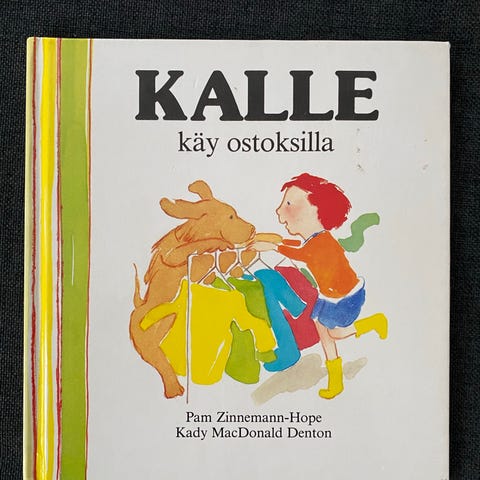 KALLE
käy ostoksilla
Pam Zinnemann-Hope
Kady MacDonald Denton